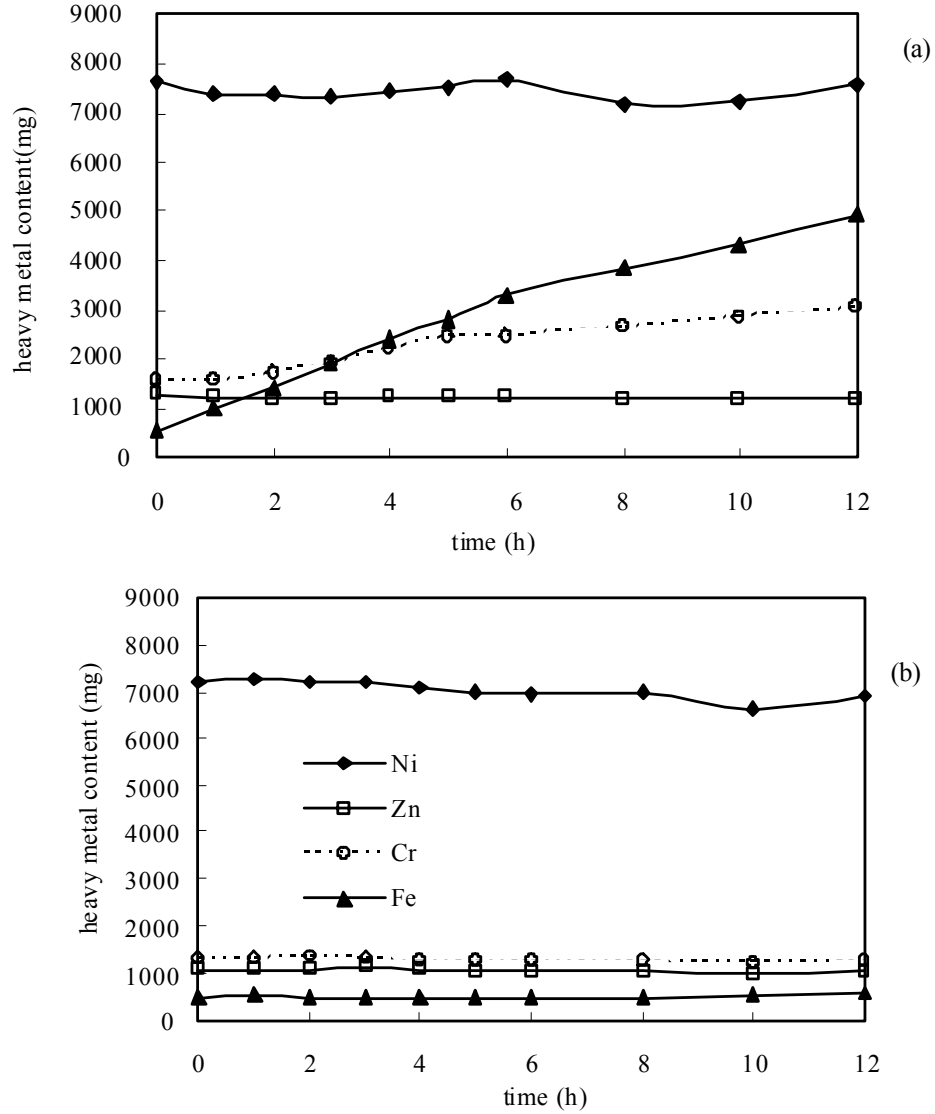 9000
8000
7000
6000
5000
4000
3000
2000
1000
0
heavy metal content(mg)
(a)
0 2 4 6 8 10 12
time (h)
9000
8000
7000
6000
5000
4000
3000
2000
1000
0
heavy metal content (mg)
(b)
Ni
Zn
Cr
Fe
0 2 4 6 8 10 12
time (h)